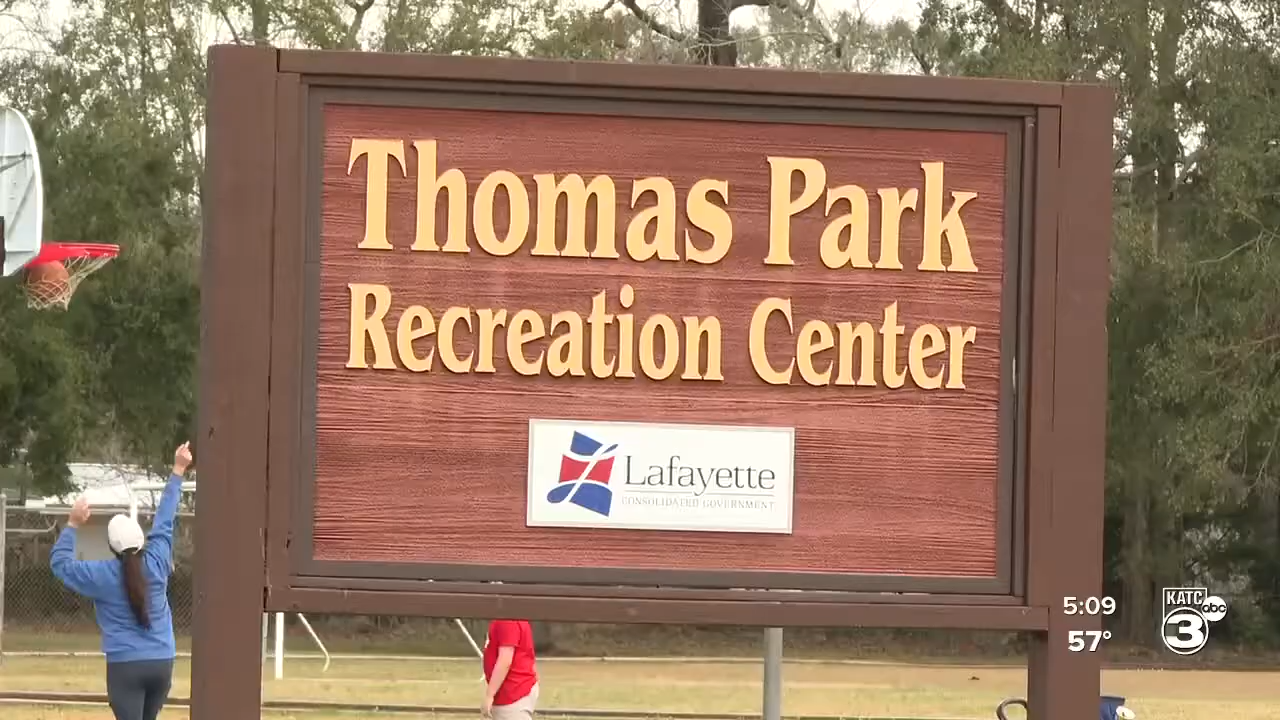 Thomas Park
Recreation Center
Lafayette
CONSOLIDATED GOVERNMENT
5:09
57°
KATC
abc
3